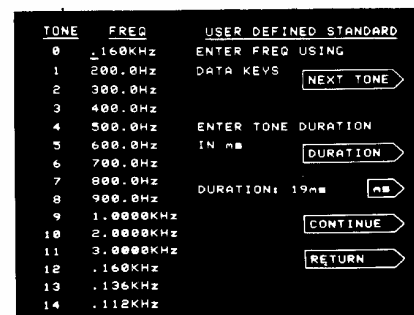 TONE FREQ USER DEFINED STANDARD
0 .160KHz ENTER FREQ USING
1 200.0Hz DATA KEYS
NEXT TONE
2 300.0Hz
3 400.0Hz
4 500.0Hz ENTER TONE DURATION
5 600.0Hz IN ms
DURATION
6 700.0Hz
7 800.0Hz DURATION: 19ms ms
8 900.0Hz
9 1.0000KHz CONTINUE
10 2.0000KHz
11 3.0000KHz RETURN
12 .160KHz
13 .136KHz
14 .112KHz